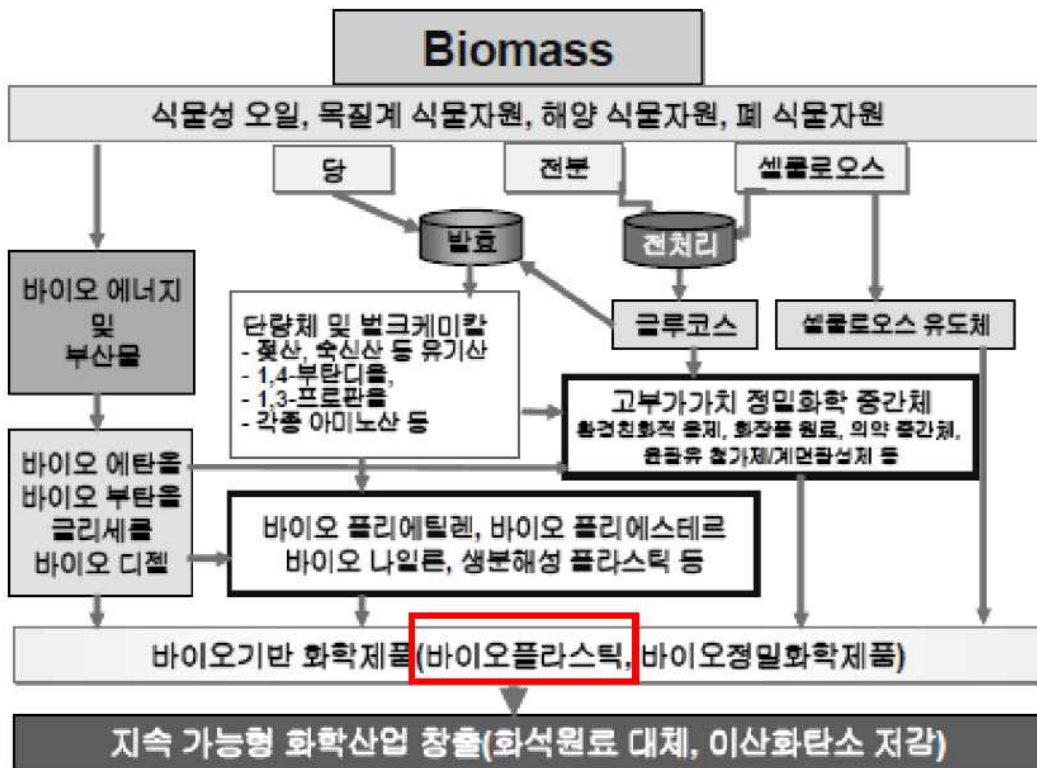 Biomass
식물성 오일, 목질계 식물자원, 해양 식물자원, 폐 식물자원
당
전분
셀룰로오스
발효
전처리
바이오 에너지
및
부산물
단량체 및 벌크케미칼
- 젖산, 숙신산 등 유기산
- 1,4-부탄디올,
- 1,3-프로판올
- 각종 아미노산 등
글루코스
셀룰로오스 유도체
고부가가치 정밀화학 중간체
환경친화적 용제, 화장품 원료, 의약 중간체,
윤활유 첨가제/계면활성제 등
바이오 에탄올
바이오 부탄올
글리세롤
바이오 디젤
바이오 폴리에틸렌, 바이오 폴리에스테르
바이오 나일론, 생분해성 플라스틱 등
바이오기반 화학제품(바이오플라스틱, 바이오정밀화학제품)
지속 가능형 화학산업 창출(화석원료 대체, 이산화탄소 저감)